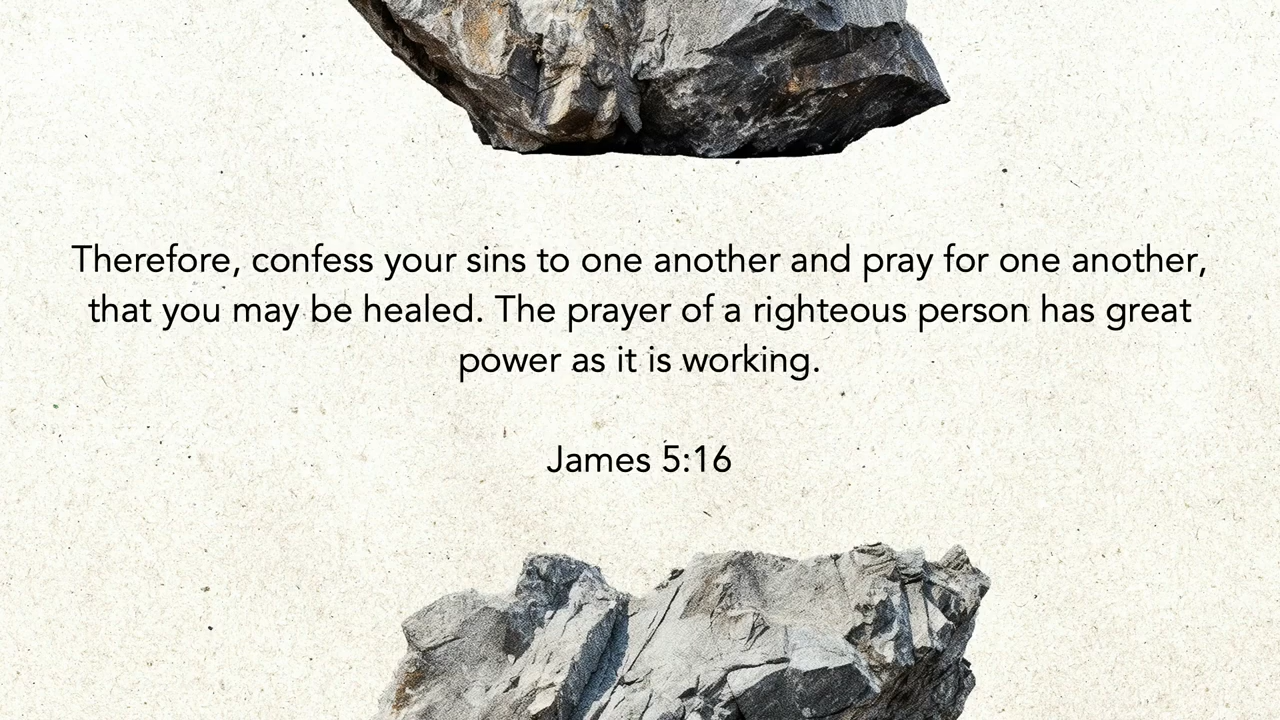 Therefore, confess your sins to one another and pray for one another,
that you may be healed. The prayer of a righteous person has great
power as it is working.
James 5:16